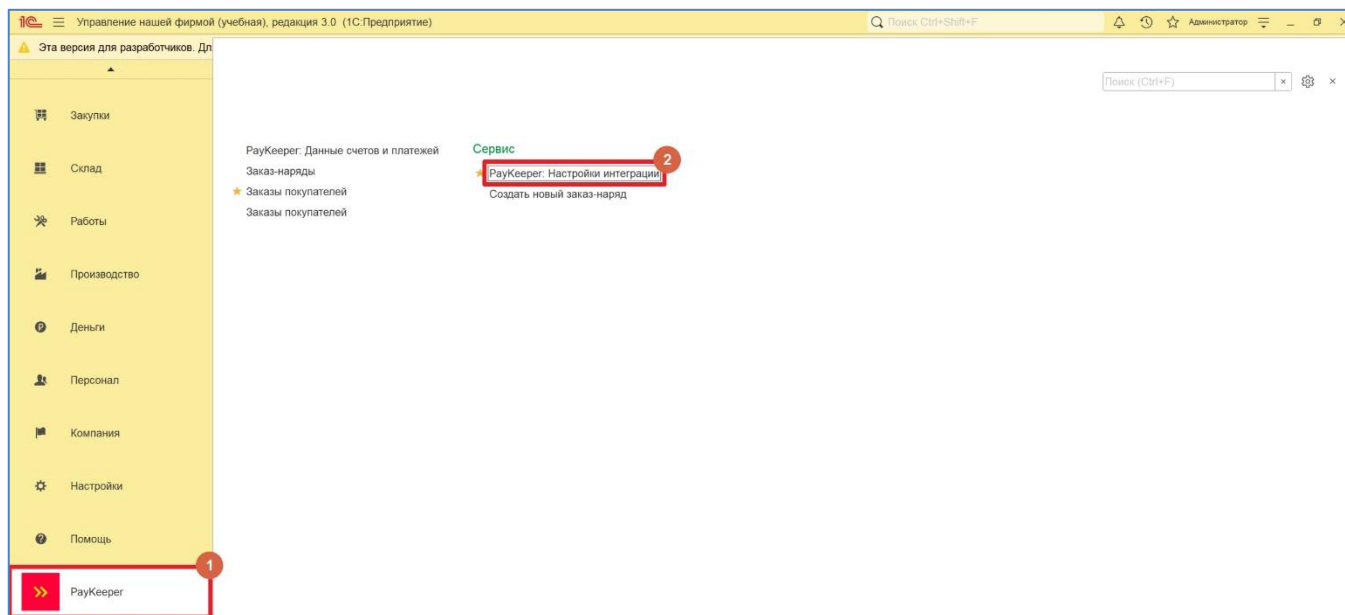 1С Управление нашей фирмой (учебная), редакция 3.0 (1С:Предприятие) Поиск Ctrl+Shift+F Администратор
Эта версия для разработчиков. Дл
Поиск (Ctrl+F) × ×
Закупки
Склад
Работы
Производство
Деньги
Персонал
Компания
Настройки
Помощь
1
PayKeeper
PayKeeper: Данные счетов и платежей
Заказ-наряды
Заказы покупателей
Заказы покупателей
Сервис
2
PayKeeper: Настройки интеграции
Создать новый заказ-наряд